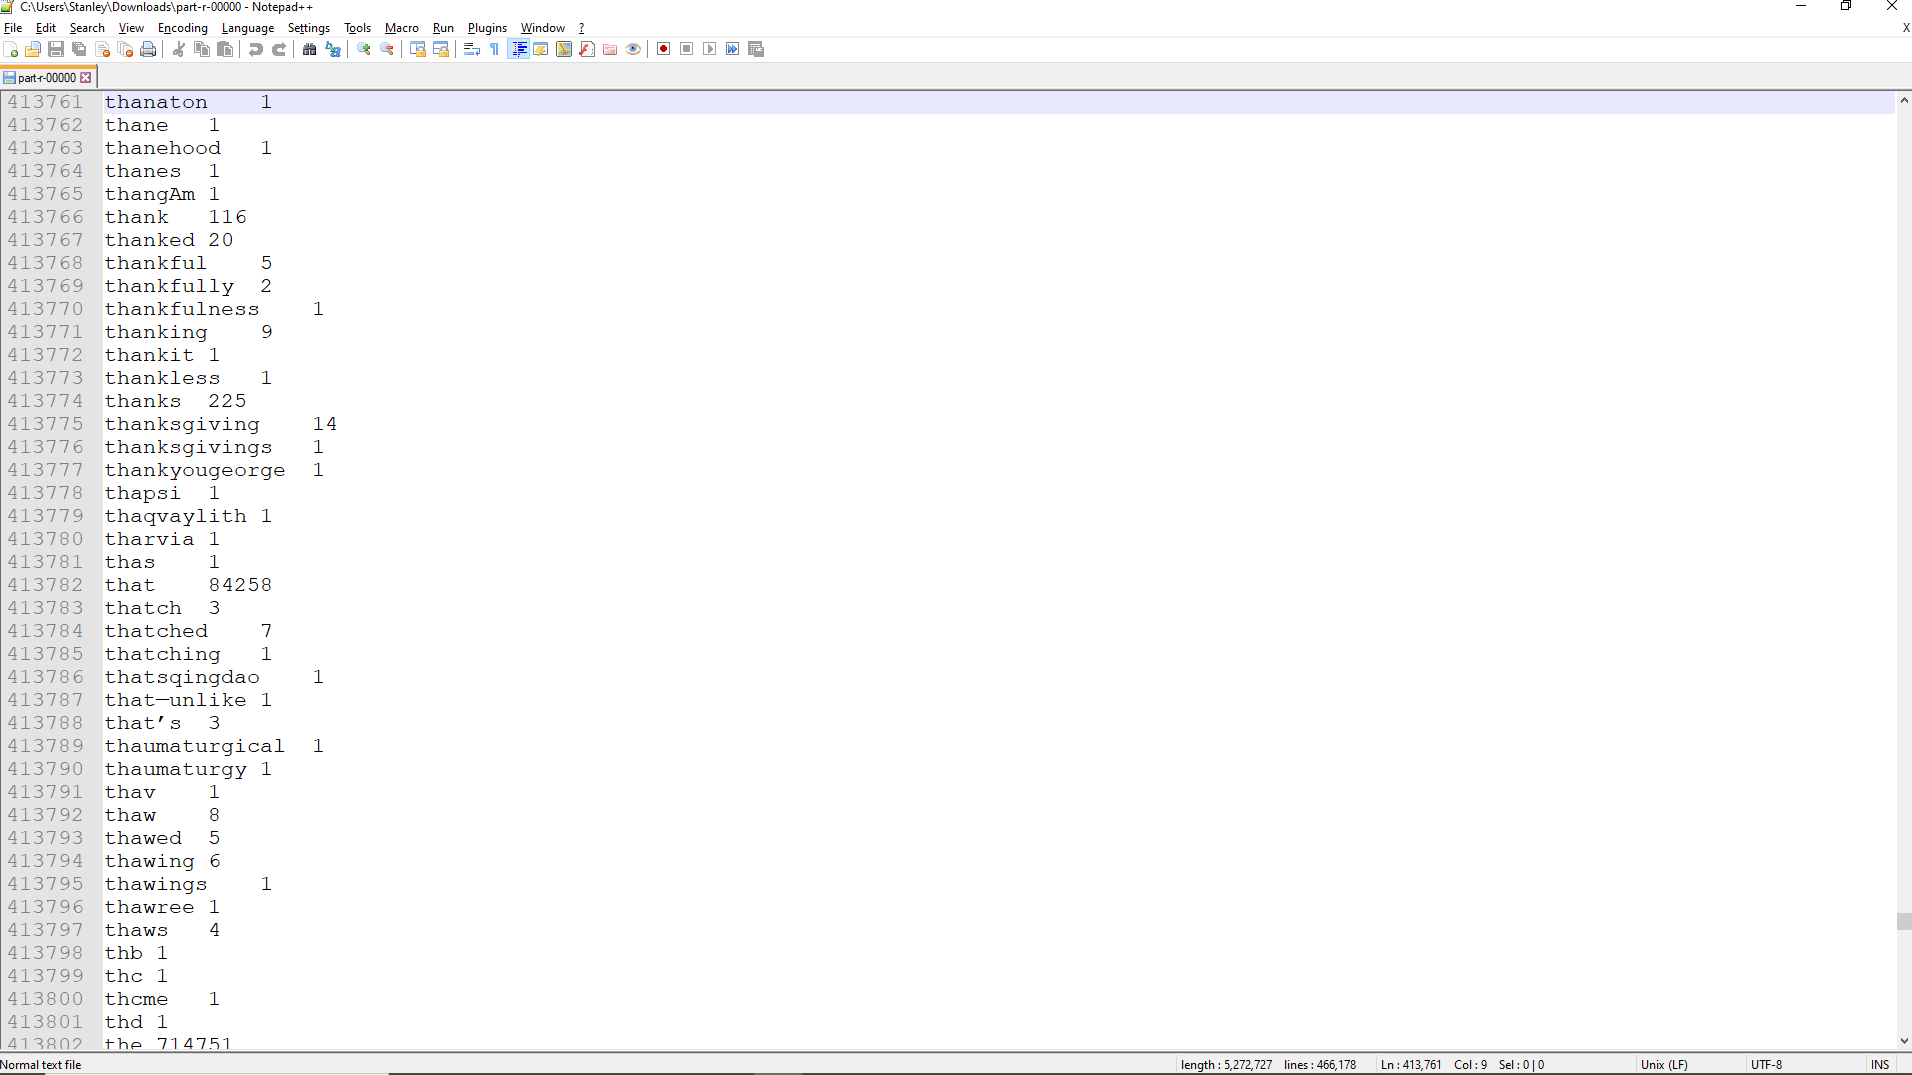 C:\Users\Stanley\Downloads\part-r-00000 - Notepad++
File Edit Search View Encoding Language Settings Tools Macro Run Plugins Window ? X
part-r-00000
413761 thanaton 1
413762 thane 1
413763 thanehood 1
413764 thanes 1
413765 thangAm 1
413766 thank 116
413767 thanked 20
413768 thankful 5
413769 thankfully 2
413770 thankfulness 1
413771 thanking 9
413772 thankit 1
413773 thankless 1
413774 thanks 225
413775 thanksgiving 14
413776 thanksgivings 1
413777 thankyougeorge 1
413778 thapsi 1
413779 thaqvaylith 1
413780 tharvia 1
413781 thas 1
413782 that 84258
413783 thatch 3
413784 thatched 7
413785 thatching 1
413786 thatsqingdao 1
413787 that—unlike 1
413788 that’s 3
413789 thaumaturgical 1
413790 thaumaturgy 1
413791 thav 1
413792 thaw 8
413793 thawed 5
413794 thawing 6
413795 thawings 1
413796 thawree 1
413797 thaws 4
413798 thb 1
413799 thc 1
413800 thcme 1
413801 thd 1
413802 the 714751
Normal text file length : 5,272,727 lines : 466,178 Ln : 413,761 Col : 9 Sel : 0 | 0 Unix (LF) UTF-8 INS